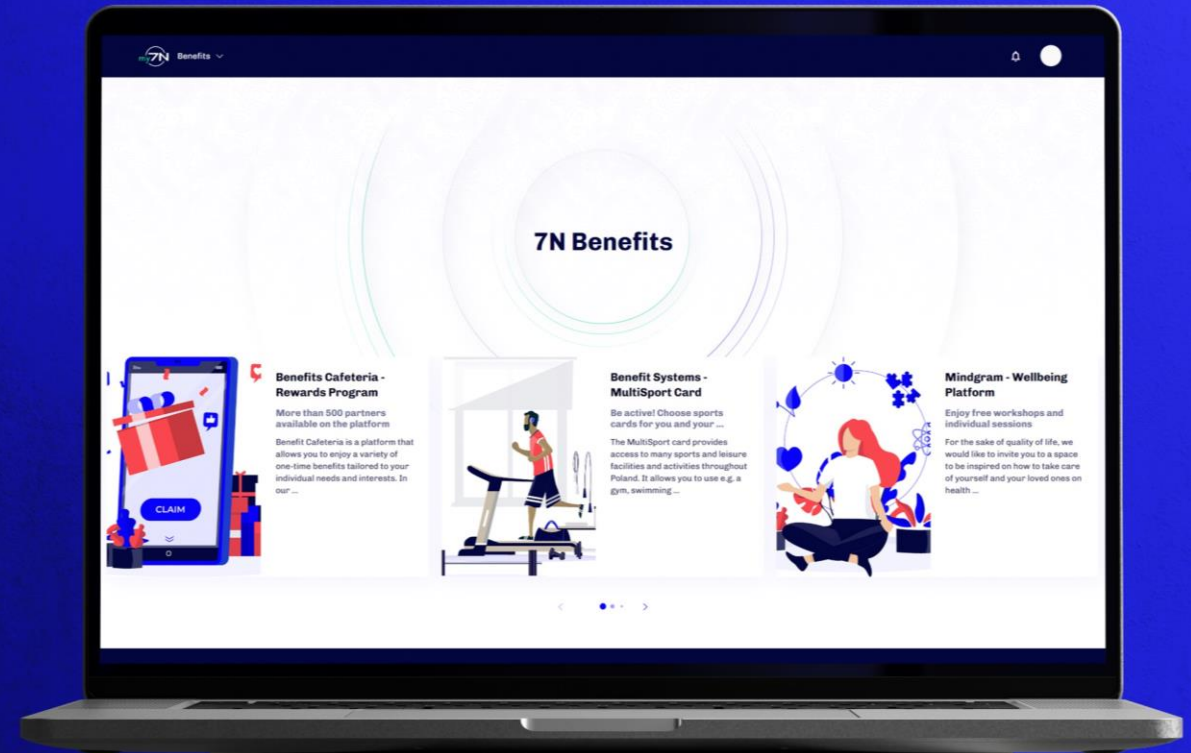 my7N Benefits
7N Benefits
Benefits Cafeteria -
Rewards Program
More than 500 partners
available on the platform
Benefit Cafeteria is a platform that
allows you to enjoy a variety of
one-time benefits tailored to your
individual needs and interests. In
our ...
CLAIM
Benefit Systems -
MultiSport Card
Be active! Choose sports
cards for you and your ...
The MultiSport card provides
access to many sports and leisure
facilities and activities throughout
Poland. It allows you to use e.g. a
gym, swimming ...
Mindgram - Wellbeing
Platform
Enjoy free workshops and
individual sessions
For the sake of quality of life, we
would like to invite you to a space
to be inspired on how to take care
of yourself and your loved ones on
health ...